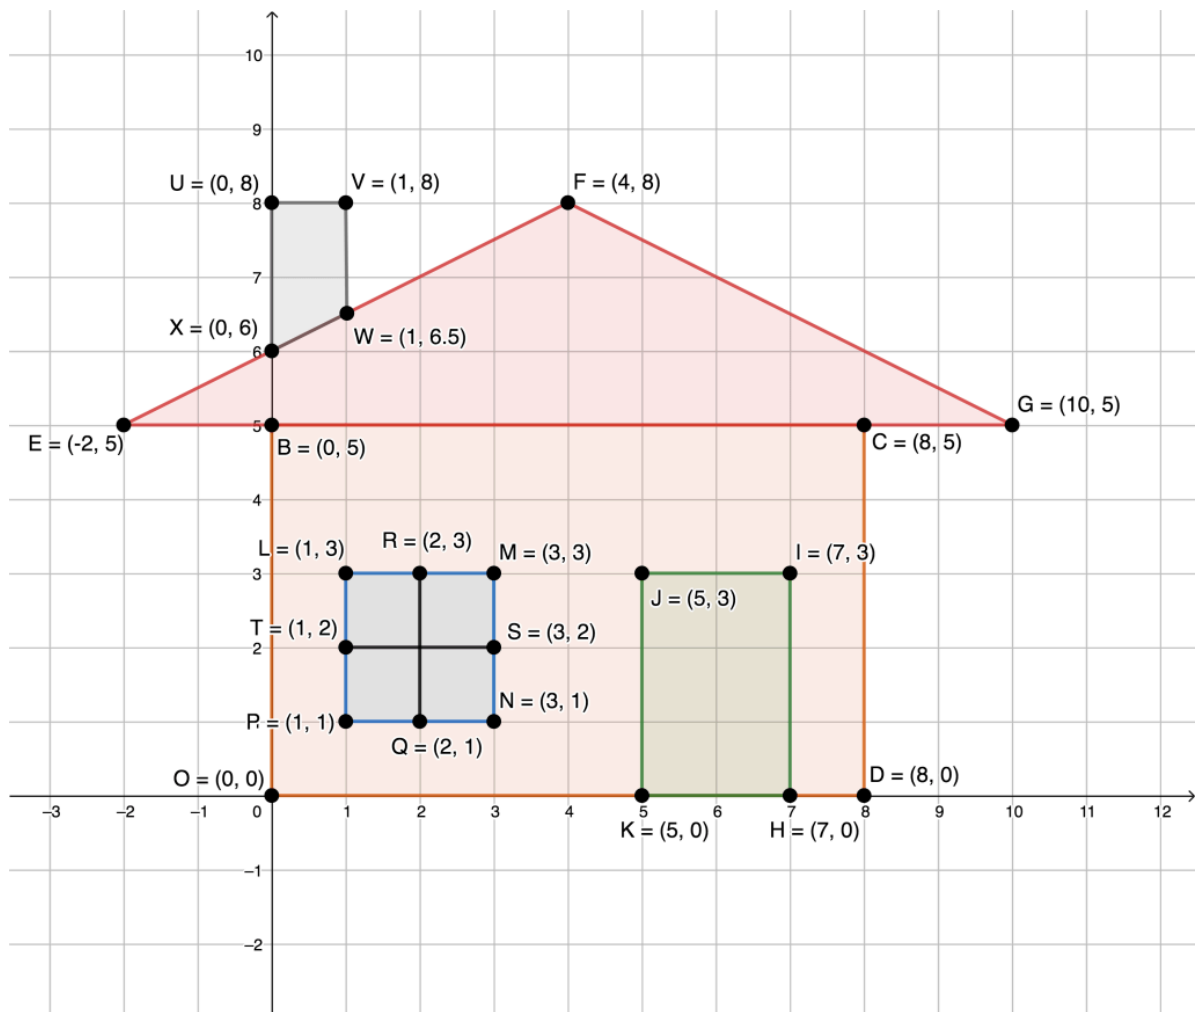 10
9
U = (0, 8)
V = (1, 8)
F = (4, 8)
8
7
X = (0, 6)
W = (1, 6.5)
6
G = (10, 5)
5
E = (-2, 5)
B = (0, 5)
C = (8, 5)
4
R = (2, 3)
L = (1, 3)
M = (3, 3)
I = (7, 3)
3
J = (5, 3)
T = (1, 2)
S = (3, 2)
2
N = (3, 1)
P = (1, 1)
Q = (2, 1)
O = (0, 0)
D = (8, 0)
–3 –2 –1 0 1 2 3 4 5 6 7 8 9 10 11 12
K = (5, 0) H = (7, 0)
–1
–2